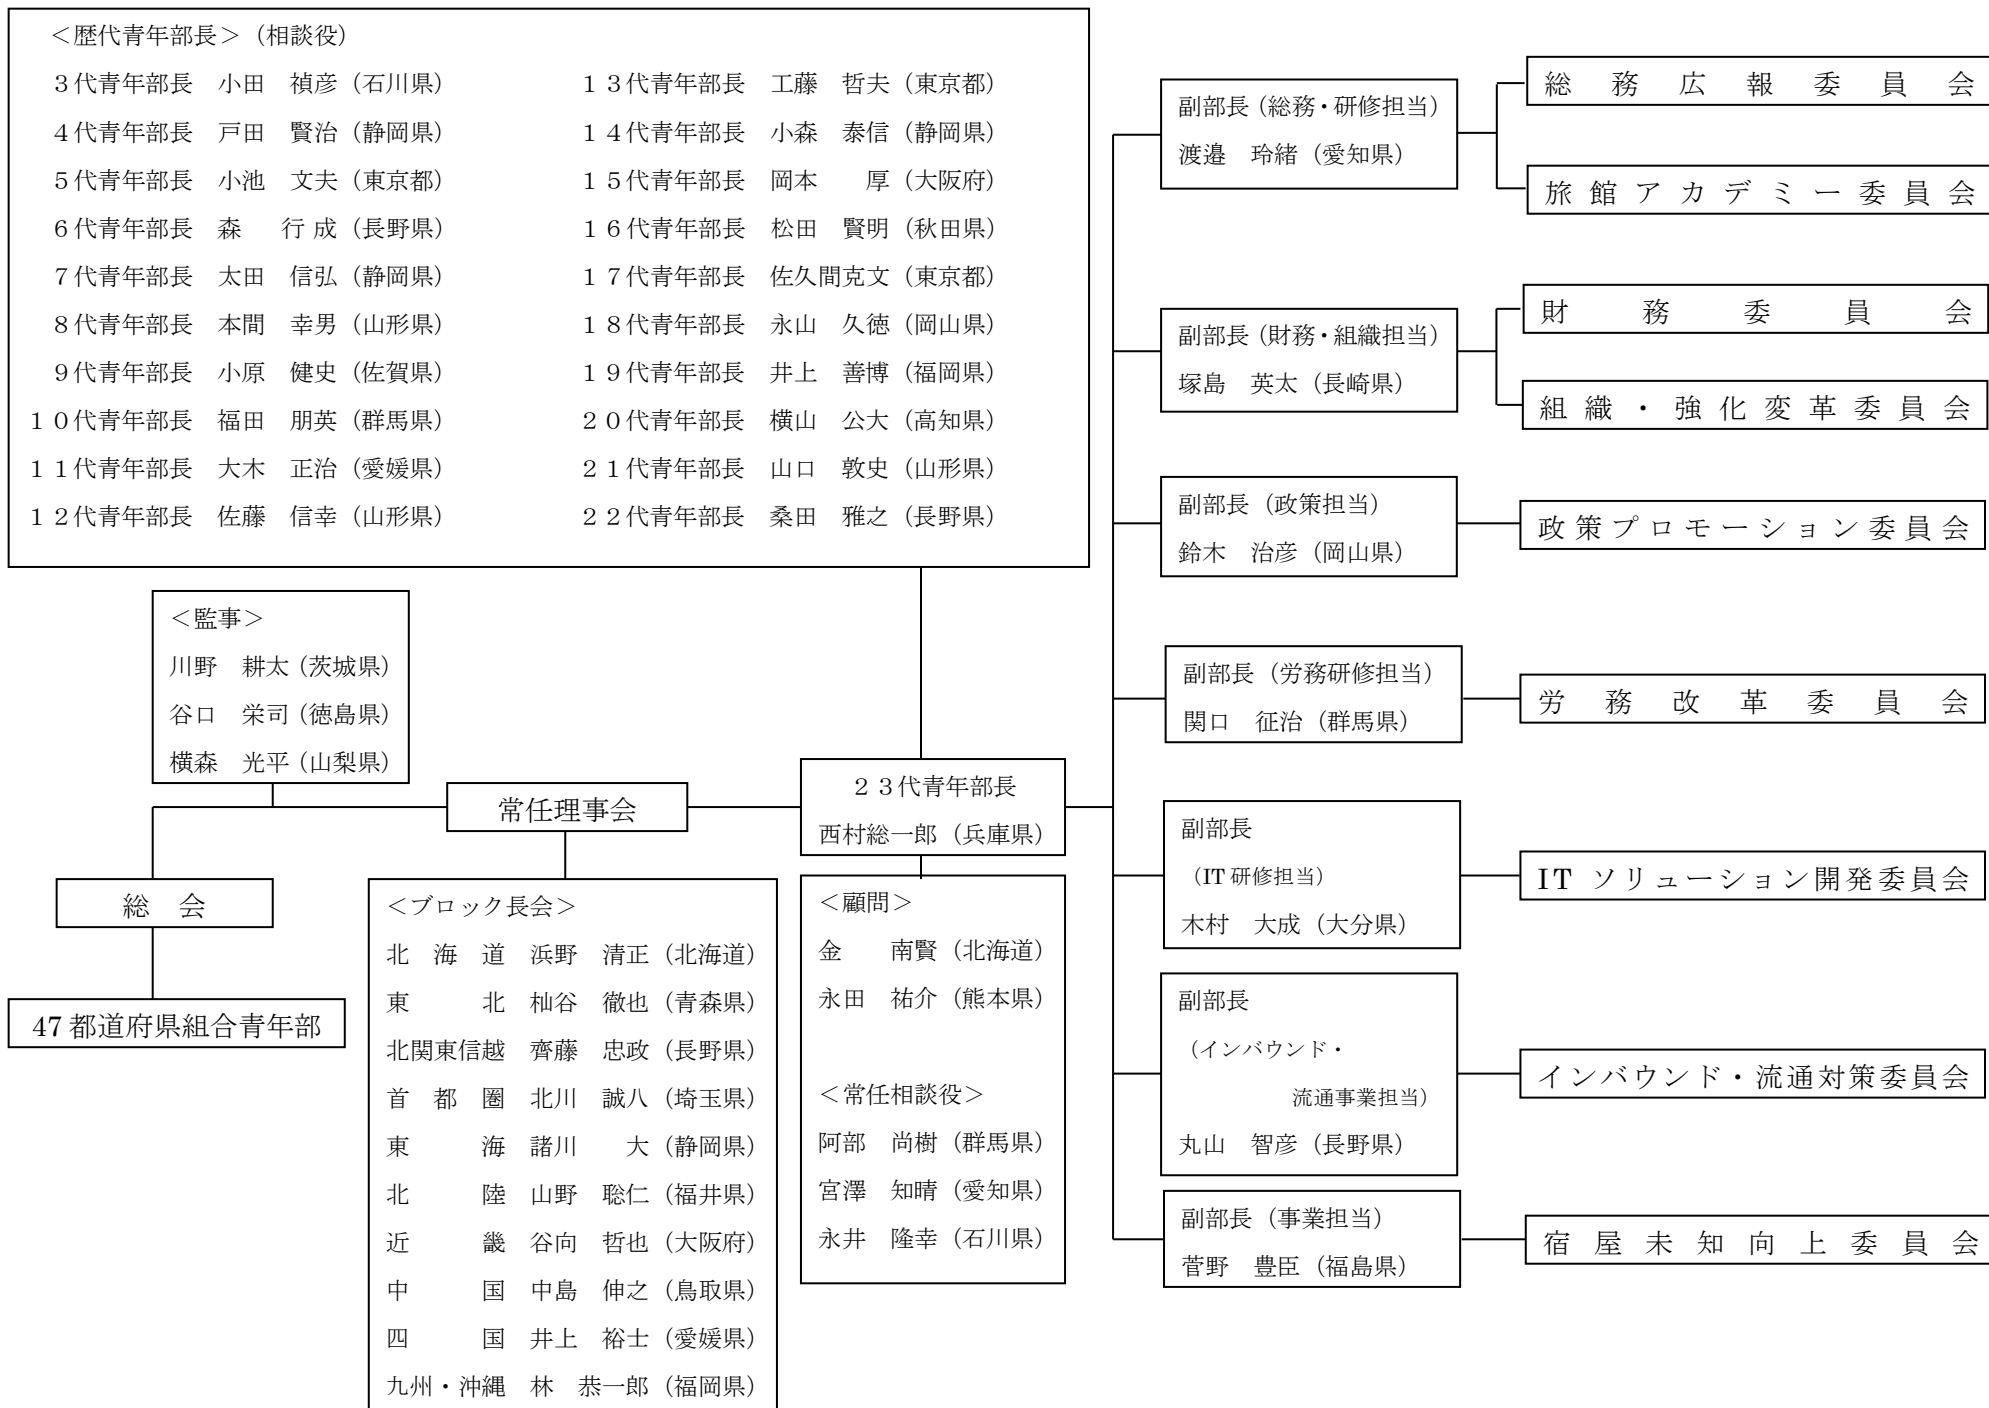 ＜歴代青年部長＞（相談役）
３代青年部長　小田　禎彦（石川県）
４代青年部長　戸田　賢治（静岡県）
５代青年部長　小池　文夫（東京都）
６代青年部長　森　行成（長野県）
７代青年部長　太田　信弘（静岡県）
８代青年部長　本間　幸男（山形県）
９代青年部長　小原　健史（佐賀県）
１０代青年部長　福田　朋英（群馬県）
１１代青年部長　大木　正治（愛媛県）
１２代青年部長　佐藤　信幸（山形県）
１３代青年部長　工藤　哲夫（東京都）
１４代青年部長　小森　泰信（静岡県）
１５代青年部長　岡本　厚（大阪府）
１６代青年部長　松田　賢明（秋田県）
１７代青年部長　佐久間克文（東京都）
１８代青年部長　永山　久徳（岡山県）
１９代青年部長　井上　善博（福岡県）
２０代青年部長　横山　公大（高知県）
２１代青年部長　山口　敦史（山形県）
２２代青年部長　桑田　雅之（長野県）
＜監事＞
川野　耕太（茨城県）
谷口　栄司（徳島県）
横森　光平（山梨県）
常任理事会
２３代青年部長
西村総一郎（兵庫県）
総　会
47都道府県組合青年部
＜ブロック長会＞
北海道　浜野　清正（北海道）
東北　杣谷　徹也（青森県）
北関東信越　齊藤　忠政（長野県）
首都圏　北川　誠八（埼玉県）
東海　諸川　大（静岡県）
北陸　山野　聡仁（福井県）
近畿　谷向　哲也（大阪府）
中国　中島　伸之（鳥取県）
四国　井上　裕士（愛媛県）
九州・沖縄　林　恭一郎（福岡県）
＜顧問＞
金　南賢（北海道）
永田　祐介（熊本県）
＜常任相談役＞
阿部　尚樹（群馬県）
宮澤　知晴（愛知県）
永井　隆幸（石川県）
副部長（総務・研修担当）
渡邉　玲緒（愛知県）
総務広報委員会
旅館アカデミー委員会
副部長（財務・組織担当）
塚島　英太（長崎県）
財務委員会
組織・強化変革委員会
副部長（政策担当）
鈴木　治彦（岡山県）
政策プロモーション委員会
副部長（労務研修担当）
関口　征治（群馬県）
労務改革委員会
副部長
（IT研修担当）
木村　大成（大分県）
IT ソリューション開発委員会
副部長
（インバウンド・
流通事業担当）
丸山　智彦（長野県）
インバウンド・流通対策委員会
副部長（事業担当）
菅野　豊臣（福島県）
宿屋未知向上委員会